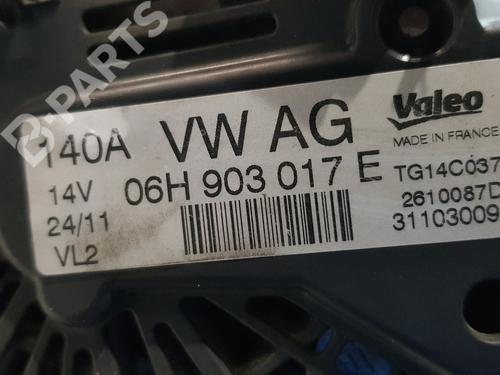 B-PARTS
140A VW AG
Valeo
MADE IN FRANCE
14V 06H 903 017 E
TG14C037
24/11
2610087D
VL2
31103009